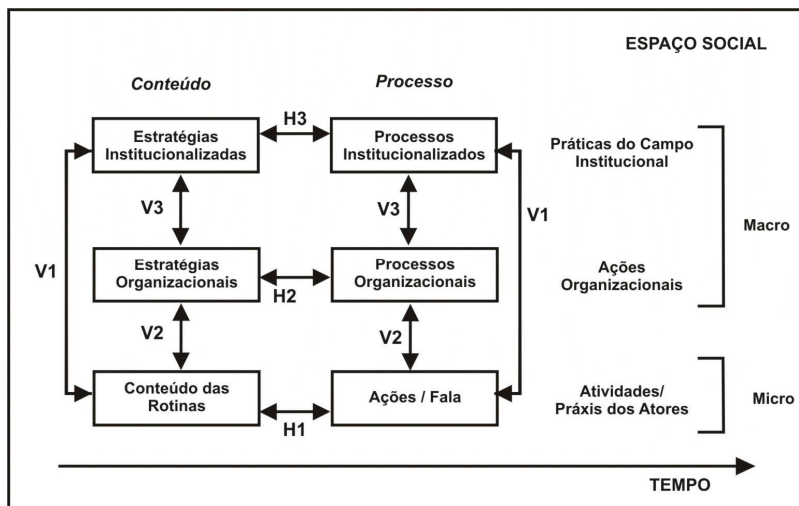 ESPAÇO SOCIAL
Conteúdo
Processo
H3
Estratégias
Institucionalizadas
Processos
Institucionalizados
Práticas do Campo
Institucional
V3
V3
V1
V1
Macro
Estratégias
Organizacionais
H2
Processos
Organizacionais
Ações
Organizacionais
V2
V2
Conteúdo das
Rotinas
H1
Ações / Fala
Atividades/
Práxis dos Atores
Micro
TEMPO